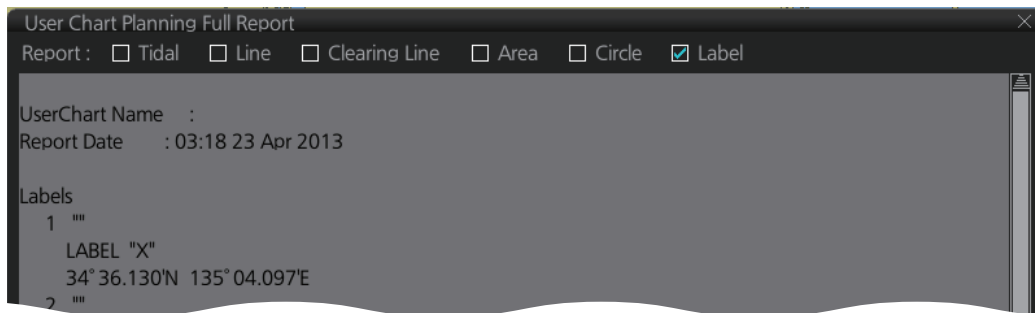 User Chart Planning Full Report
Report : Tidal Line Clearing Line Area Circle Label
UserChart Name :
Report Date : 03:18 23 Apr 2013
Labels
1 ""
LABEL "X"
34°36.130'N 135°04.097'E
2 ""